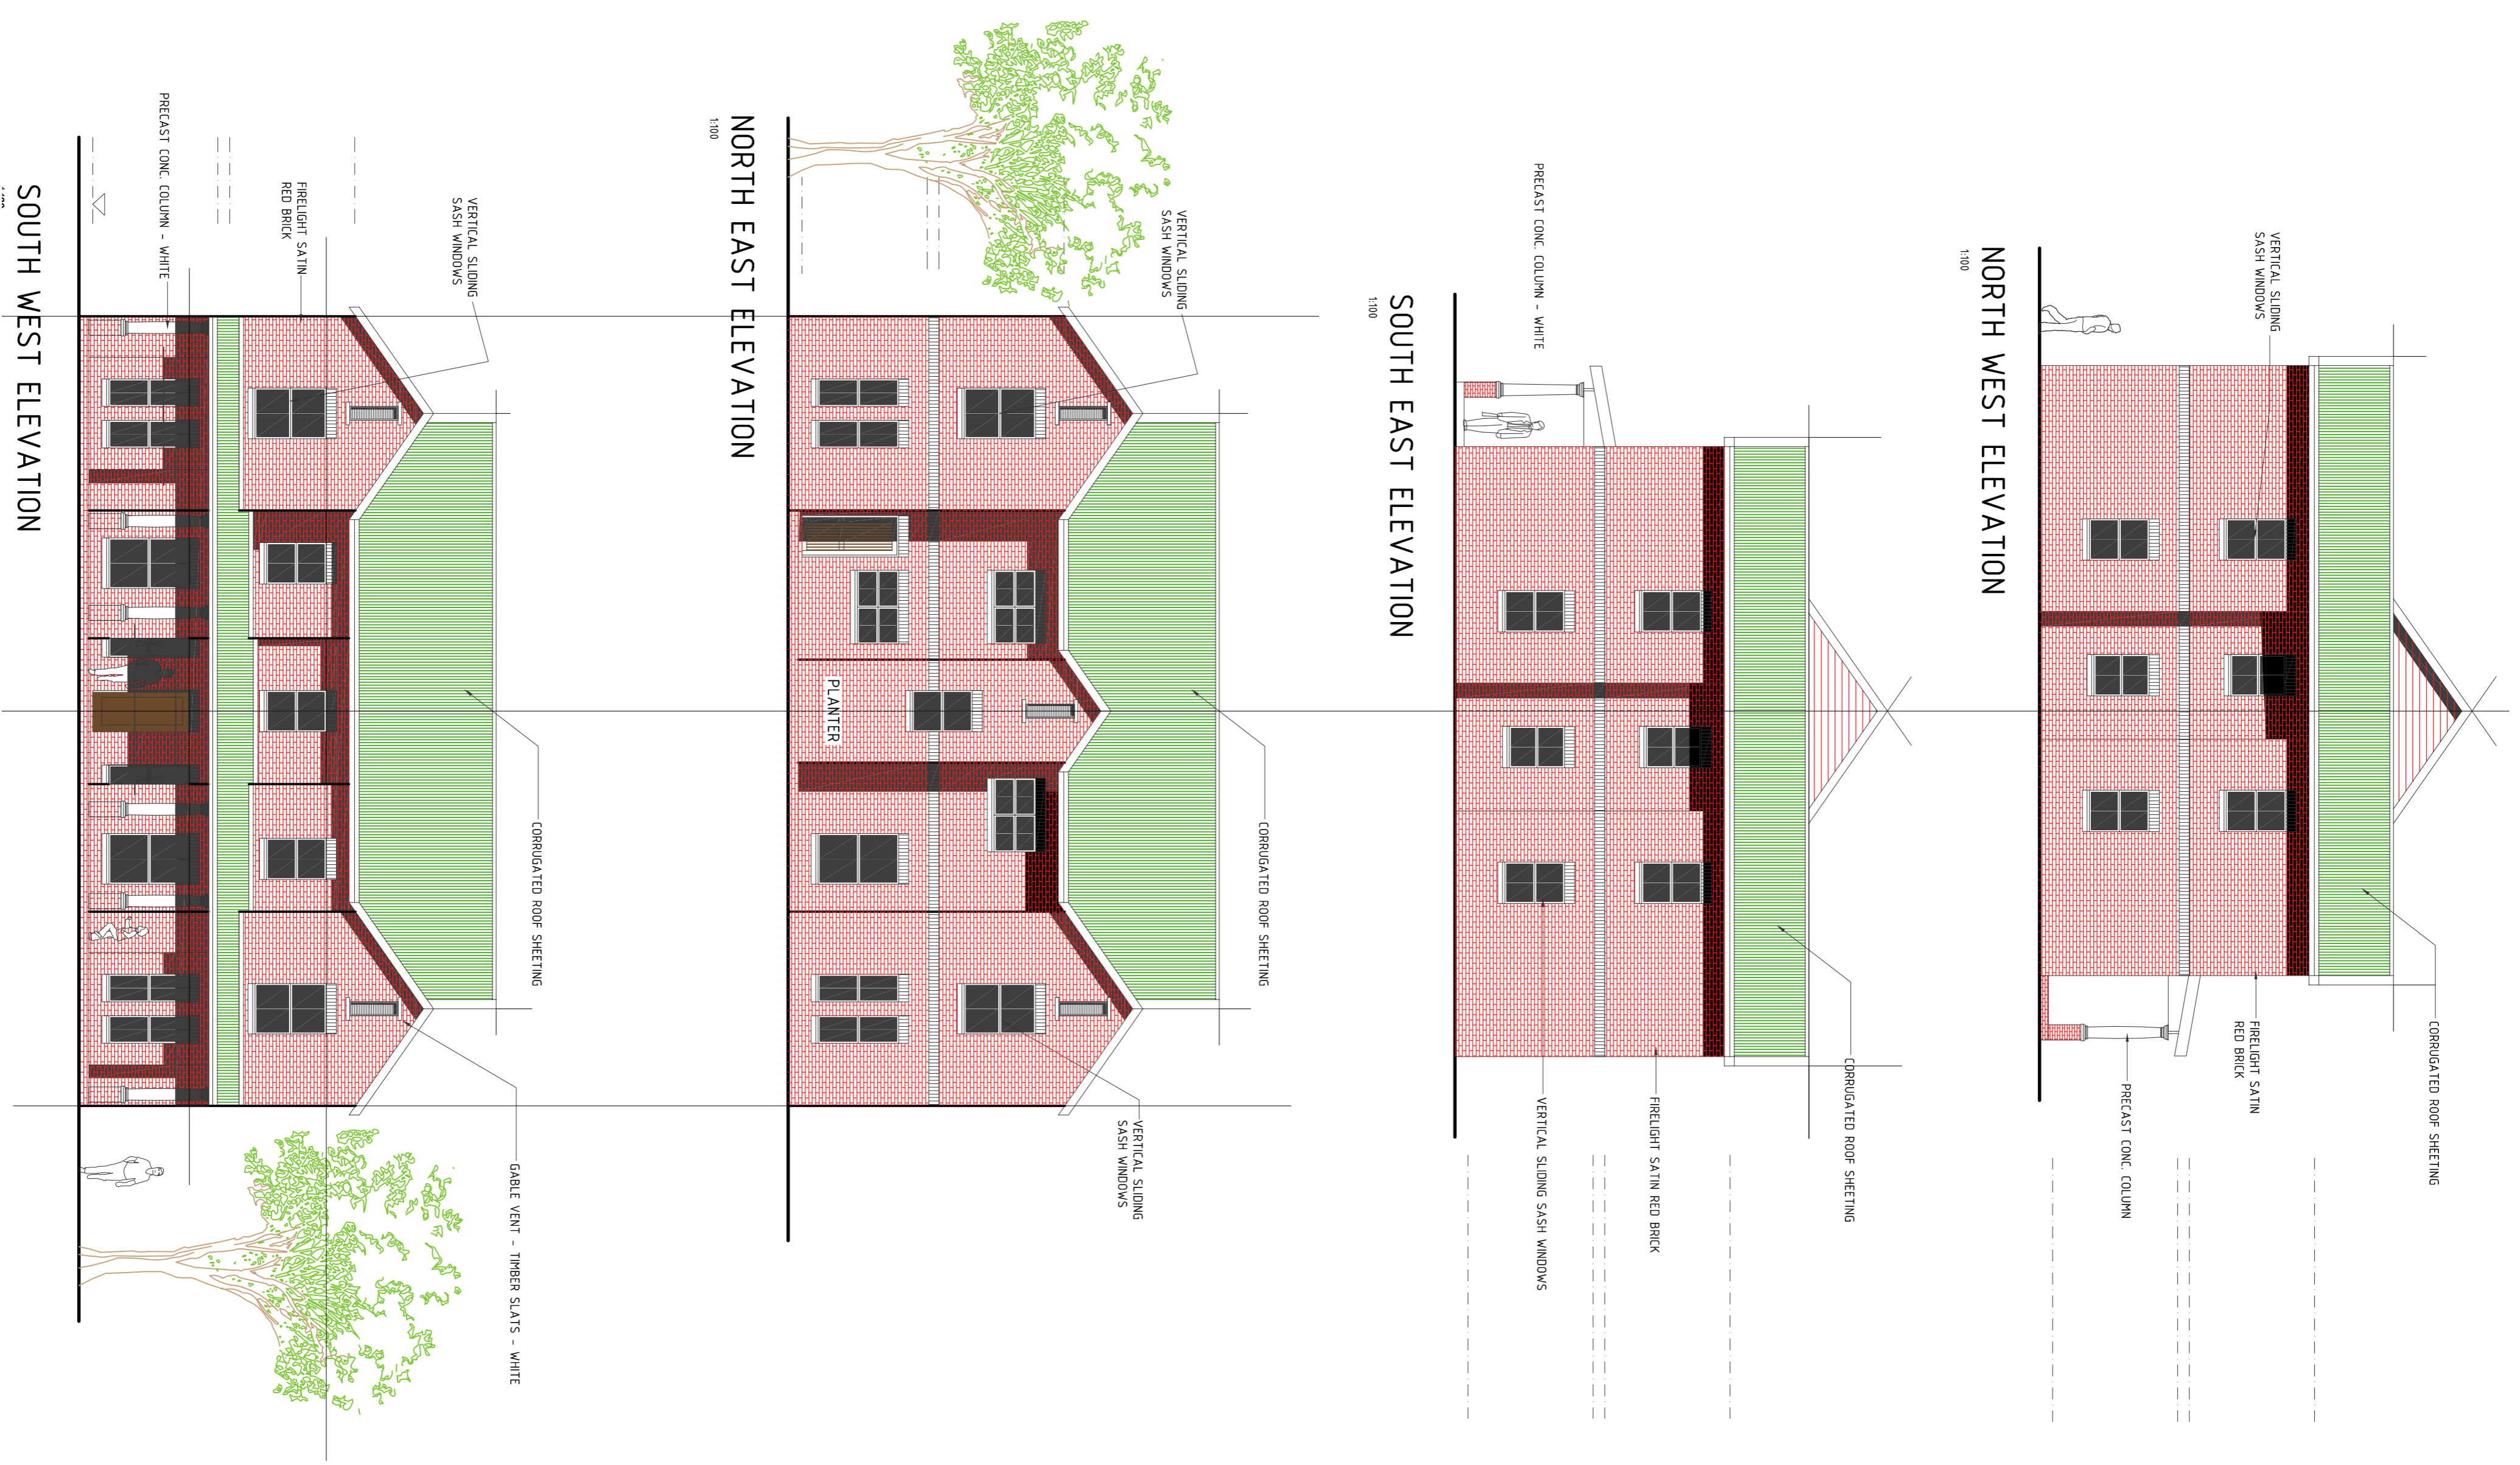 VERTICAL SLIDING
SASH WINDOWS
CORRUGATED ROOF SHEETING
FIRELIGHT SATIN
RED BRICK
PRECAST CONC. COLUMN
NORTH WEST ELEVATION
1:100
CORRUGATED ROOF SHEETING
FIRELIGHT SATIN RED BRICK
PRECAST CONC. COLUMN - WHITE
VERTICAL SLIDING SASH WINDOWS
SOUTH EAST ELEVATION
1:100
CORRUGATED ROOF SHEETING
VERTICAL SLIDING
SASH WINDOWS
VERTICAL SLIDING
SASH WINDOWS
PLANTER
NORTH EAST ELEVATION
1:100
CORRUGATED ROOF SHEETING
GABLE VENT - TIMBER SLATS - WHITE
VERTICAL SLIDING
SASH WINDOWS
FIRELIGHT SATIN
RED BRICK
PRECAST CONC. COLUMN - WHITE
SOUTH WEST ELEVATION